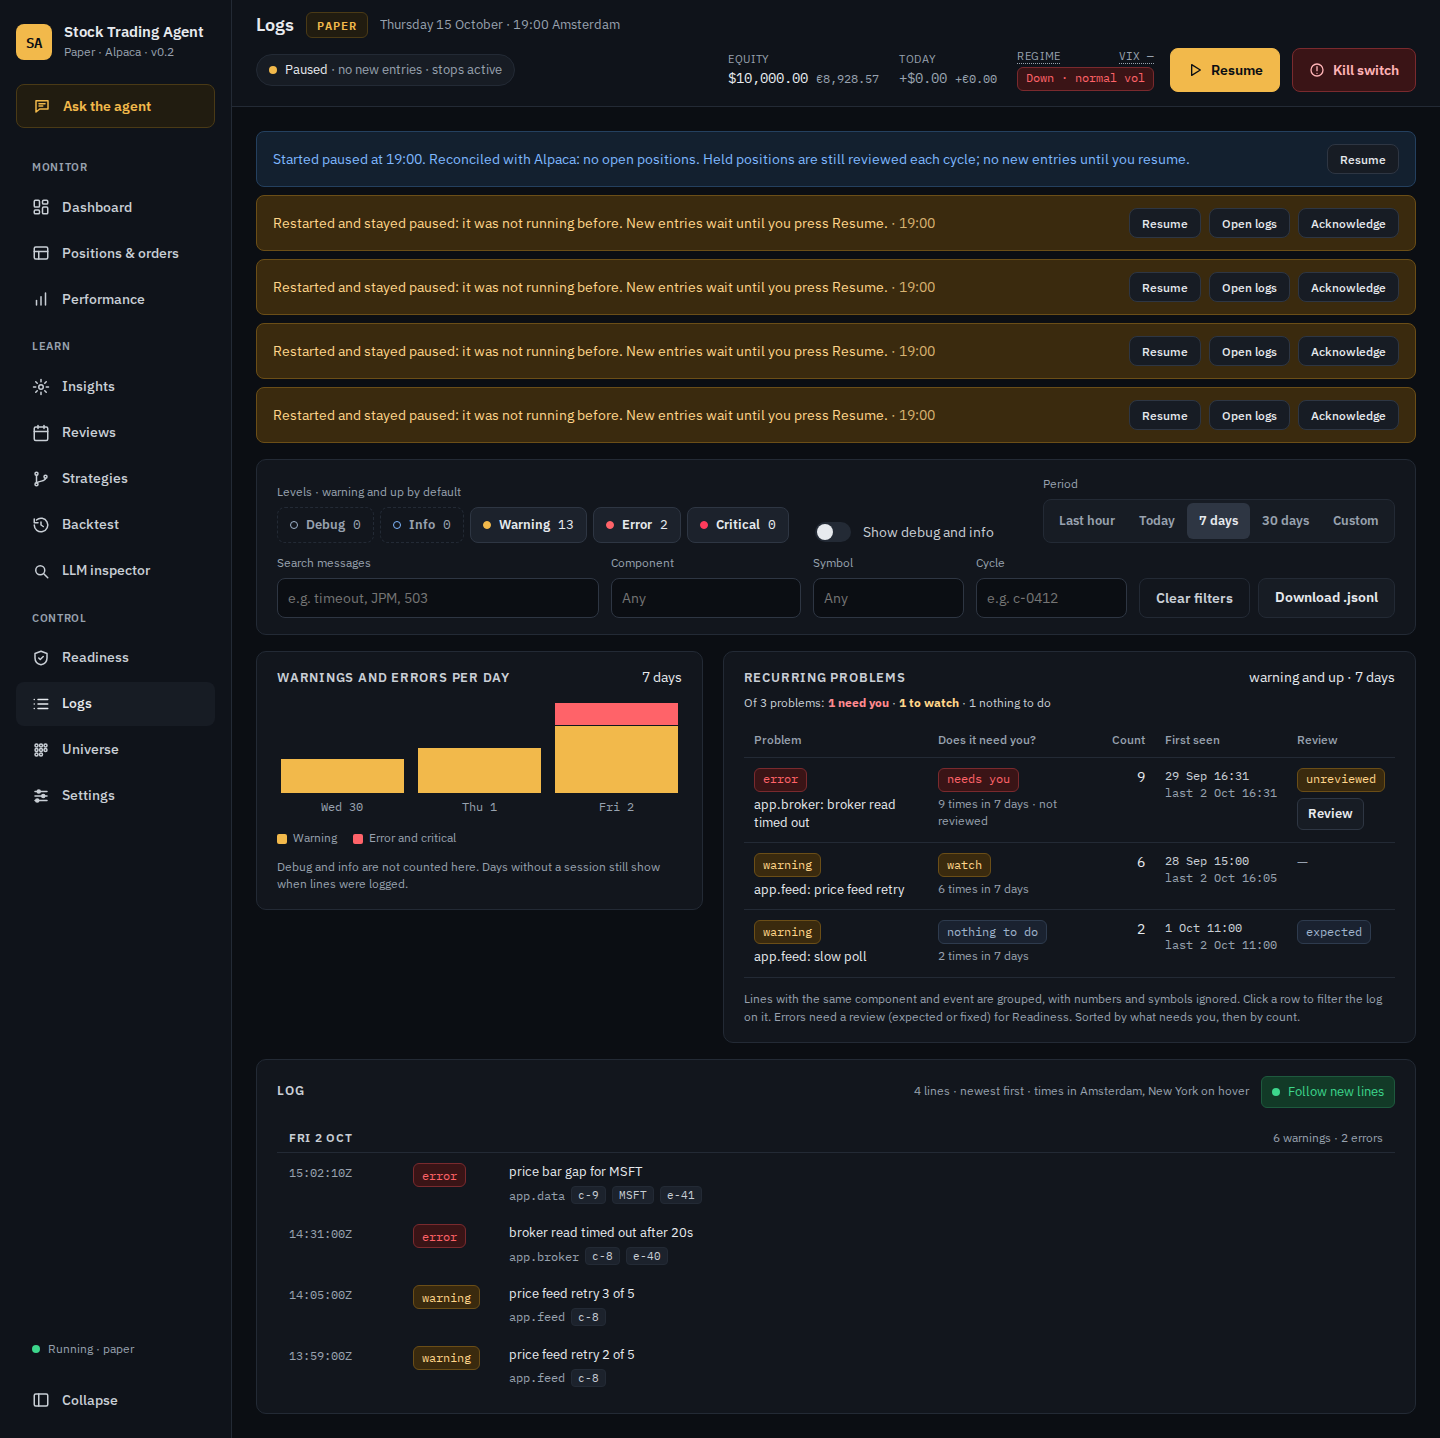 SA
Stock Trading Agent
Paper · Alpaca · v0.2
Ask the agent
MONITOR
Dashboard
Positions & orders
Performance
LEARN
Insights
Reviews
Strategies
Backtest
LLM inspector
CONTROL
Readiness
Logs
Universe
Settings
Running · paper
Collapse
Logs PAPER Thursday 15 October · 19:00 Amsterdam
Paused · no new entries · stops active
EQUITY
$10,000.00 €8,928.57
TODAY
+$0.00 +€0.00
REGIME VIX —
Down · normal vol
Resume
Kill switch
Started paused at 19:00. Reconciled with Alpaca: no open positions. Held positions are still reviewed each cycle; no new entries until you resume. Resume
Restarted and stayed paused: it was not running before. New entries wait until you press Resume. · 19:00 Resume Open logs Acknowledge
Restarted and stayed paused: it was not running before. New entries wait until you press Resume. · 19:00 Resume Open logs Acknowledge
Restarted and stayed paused: it was not running before. New entries wait until you press Resume. · 19:00 Resume Open logs Acknowledge
Restarted and stayed paused: it was not running before. New entries wait until you press Resume. · 19:00 Resume Open logs Acknowledge
Levels · warning and up by default
Debug 0 Info 0 Warning 13 Error 2 Critical 0
Show debug and info
Period
Last hour Today 7 days 30 days Custom
Search messages Component Symbol Cycle
e.g. timeout, JPM, 503 Any Any e.g. c-0412 Clear filters Download .jsonl
WARNINGS AND ERRORS PER DAY 7 days
Wed 30 Thu 1 Fri 2
Warning Error and critical
Debug and info are not counted here. Days without a session still show
when lines were logged.
RECURRING PROBLEMS warning and up · 7 days
Of 3 problems: 1 need you · 1 to watch · 1 nothing to do
Problem Does it need you? Count First seen Review
error needs you 9 29 Sep 16:31 unreviewed
app.broker: broker read 9 times in 7 days · not last 2 Oct 16:31
timed out reviewed Review
warning watch 6 28 Sep 15:00 —
app.feed: price feed retry 6 times in 7 days last 2 Oct 16:05
warning nothing to do 2 1 Oct 11:00 expected
app.feed: slow poll 2 times in 7 days last 2 Oct 11:00
Lines with the same component and event are grouped, with numbers and symbols ignored. Click a row to filter the log
on it. Errors need a review (expected or fixed) for Readiness. Sorted by what needs you, then by count.
LOG 4 lines · newest first · times in Amsterdam, New York on hover Follow new lines
FRI 2 OCT 6 warnings · 2 errors
15:02:10Z error price bar gap for MSFT
app.data c-9 MSFT e-41
14:31:00Z error broker read timed out after 20s
app.broker c-8 e-40
14:05:00Z warning price feed retry 3 of 5
app.feed c-8
13:59:00Z warning price feed retry 2 of 5
app.feed c-8